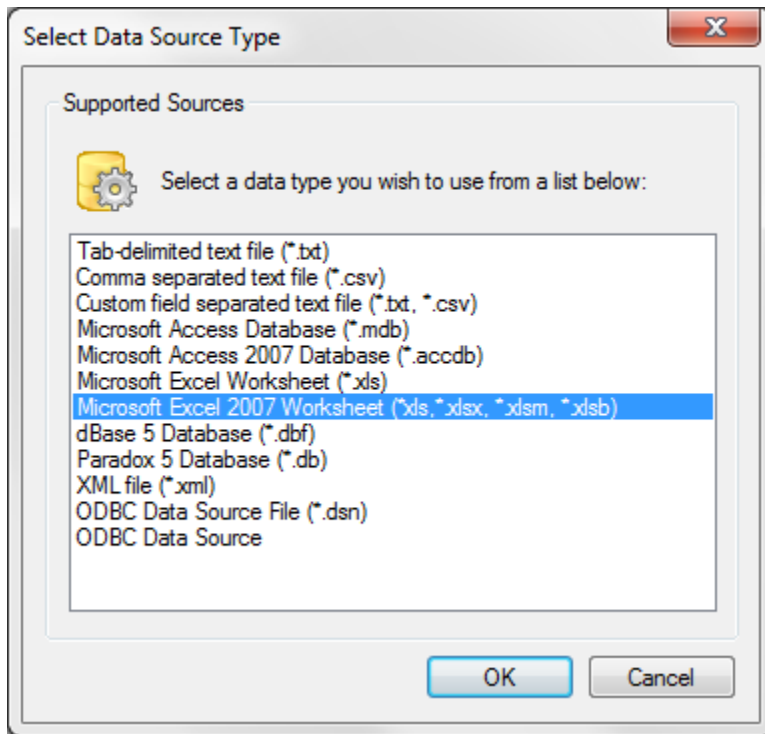 Select Data Source Type
Supported Sources
Select a data type you wish to use from a list below:
Tab-delimited text file (*.txt)
Comma separated text file (*.csv)
Custom field separated text file (*.txt, *.csv)
Microsoft Access Database (*.mdb)
Microsoft Access 2007 Database (*.accdb)
Microsoft Excel Worksheet (*.xls)
Microsoft Excel 2007 Worksheet (*xls,*.xlsx, *.xlsm, *.xlsb)
dBase 5 Database (*.dbf)
Paradox 5 Database (*.db)
XML file (*.xml)
ODBC Data Source File (*.dsn)
ODBC Data Source
OK Cancel